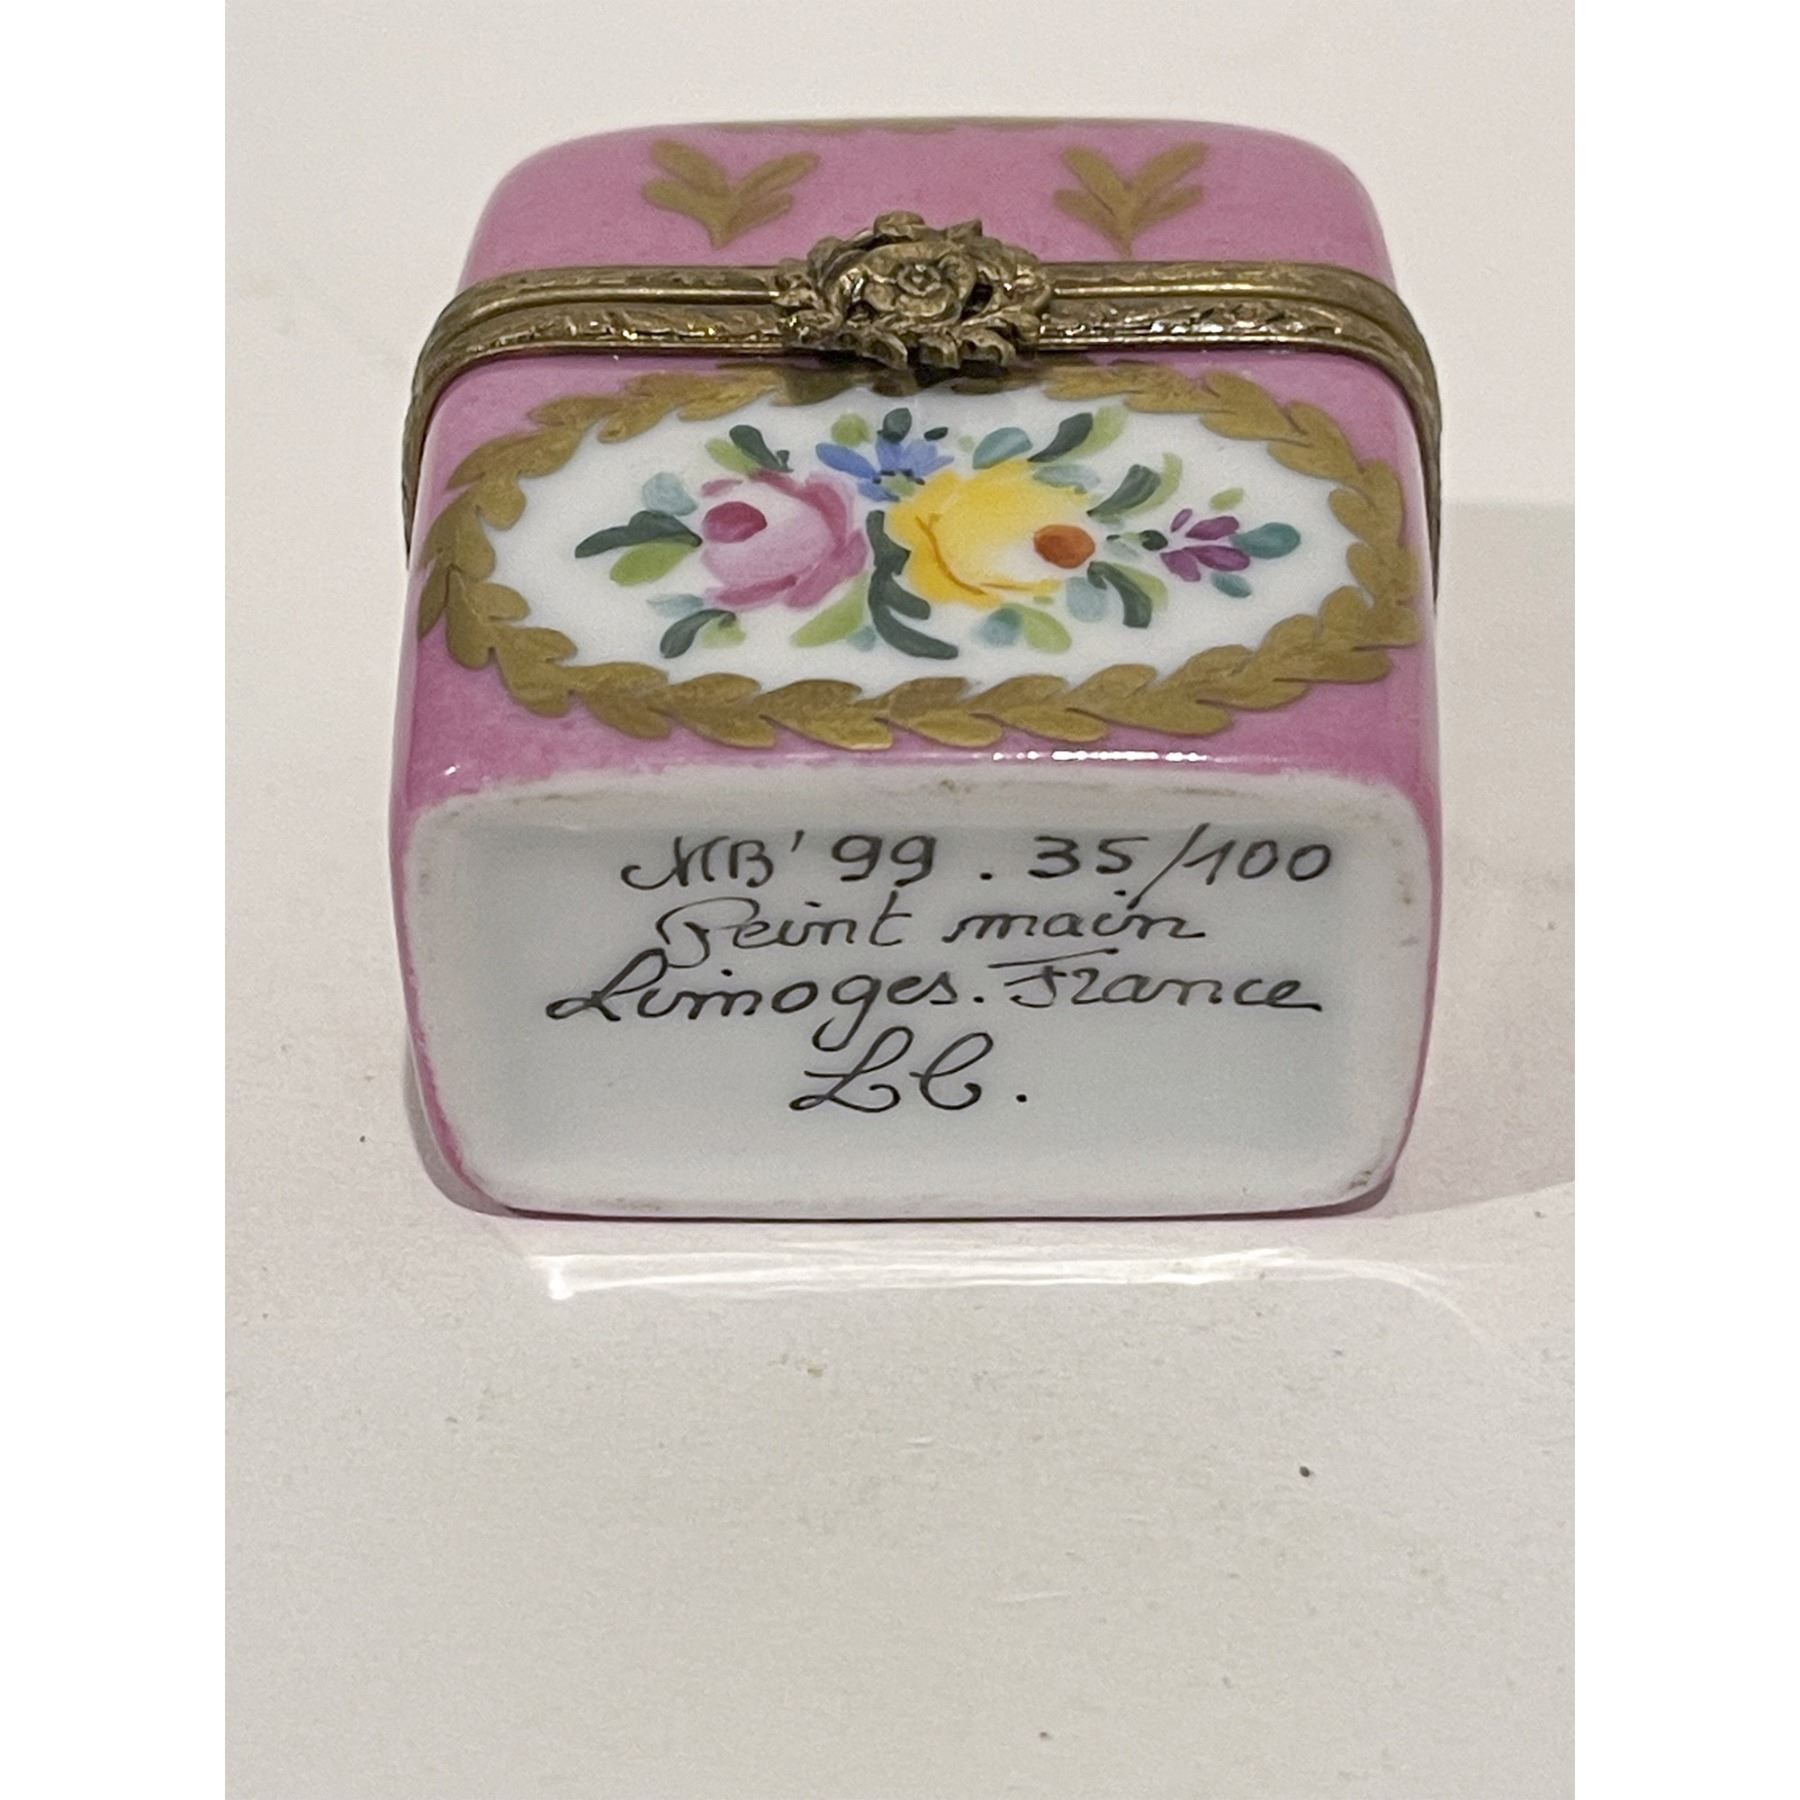 MB' 99 . 35/100
Peint main
Limoges. France
LC.